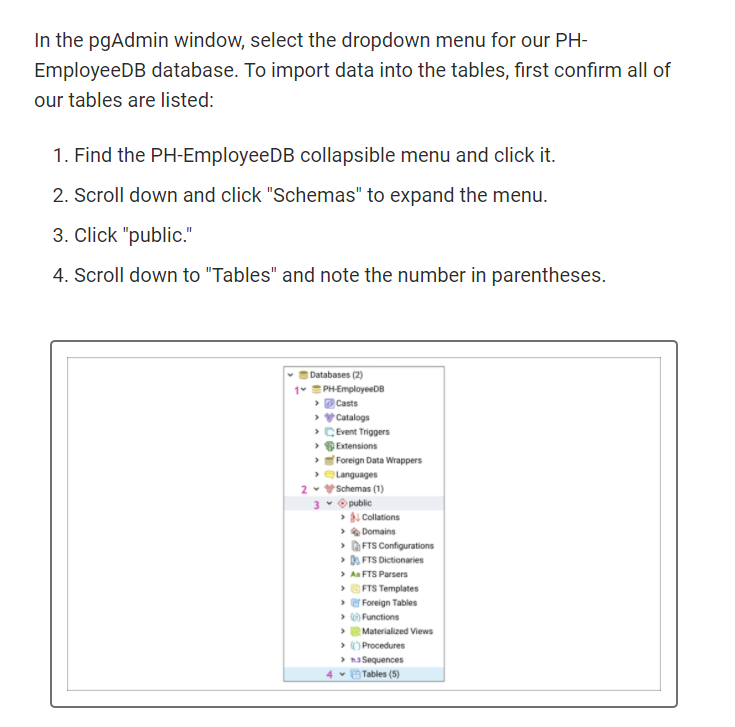 In the pgAdmin window, select the dropdown menu for our PH-
EmployeeDB database. To import data into the tables, first confirm all of
our tables are listed:
1. Find the PH-EmployeeDB collapsible menu and click it.
2. Scroll down and click "Schemas" to expand the menu.
3. Click "public."
4. Scroll down to "Tables" and note the number in parentheses.
Databases (2)
1 PH-EmployeeDB
Casts
Catalogs
Event Triggers
Extensions
Foreign Data Wrappers
Languages
2 Schemas (1)
3 public
Collations
Domains
FTS Configurations
FTS Dictionaries
Aa FTS Parsers
FTS Templates
Foreign Tables
Functions
Materialized Views
Procedures
1..3 Sequences
4 Tables (5)